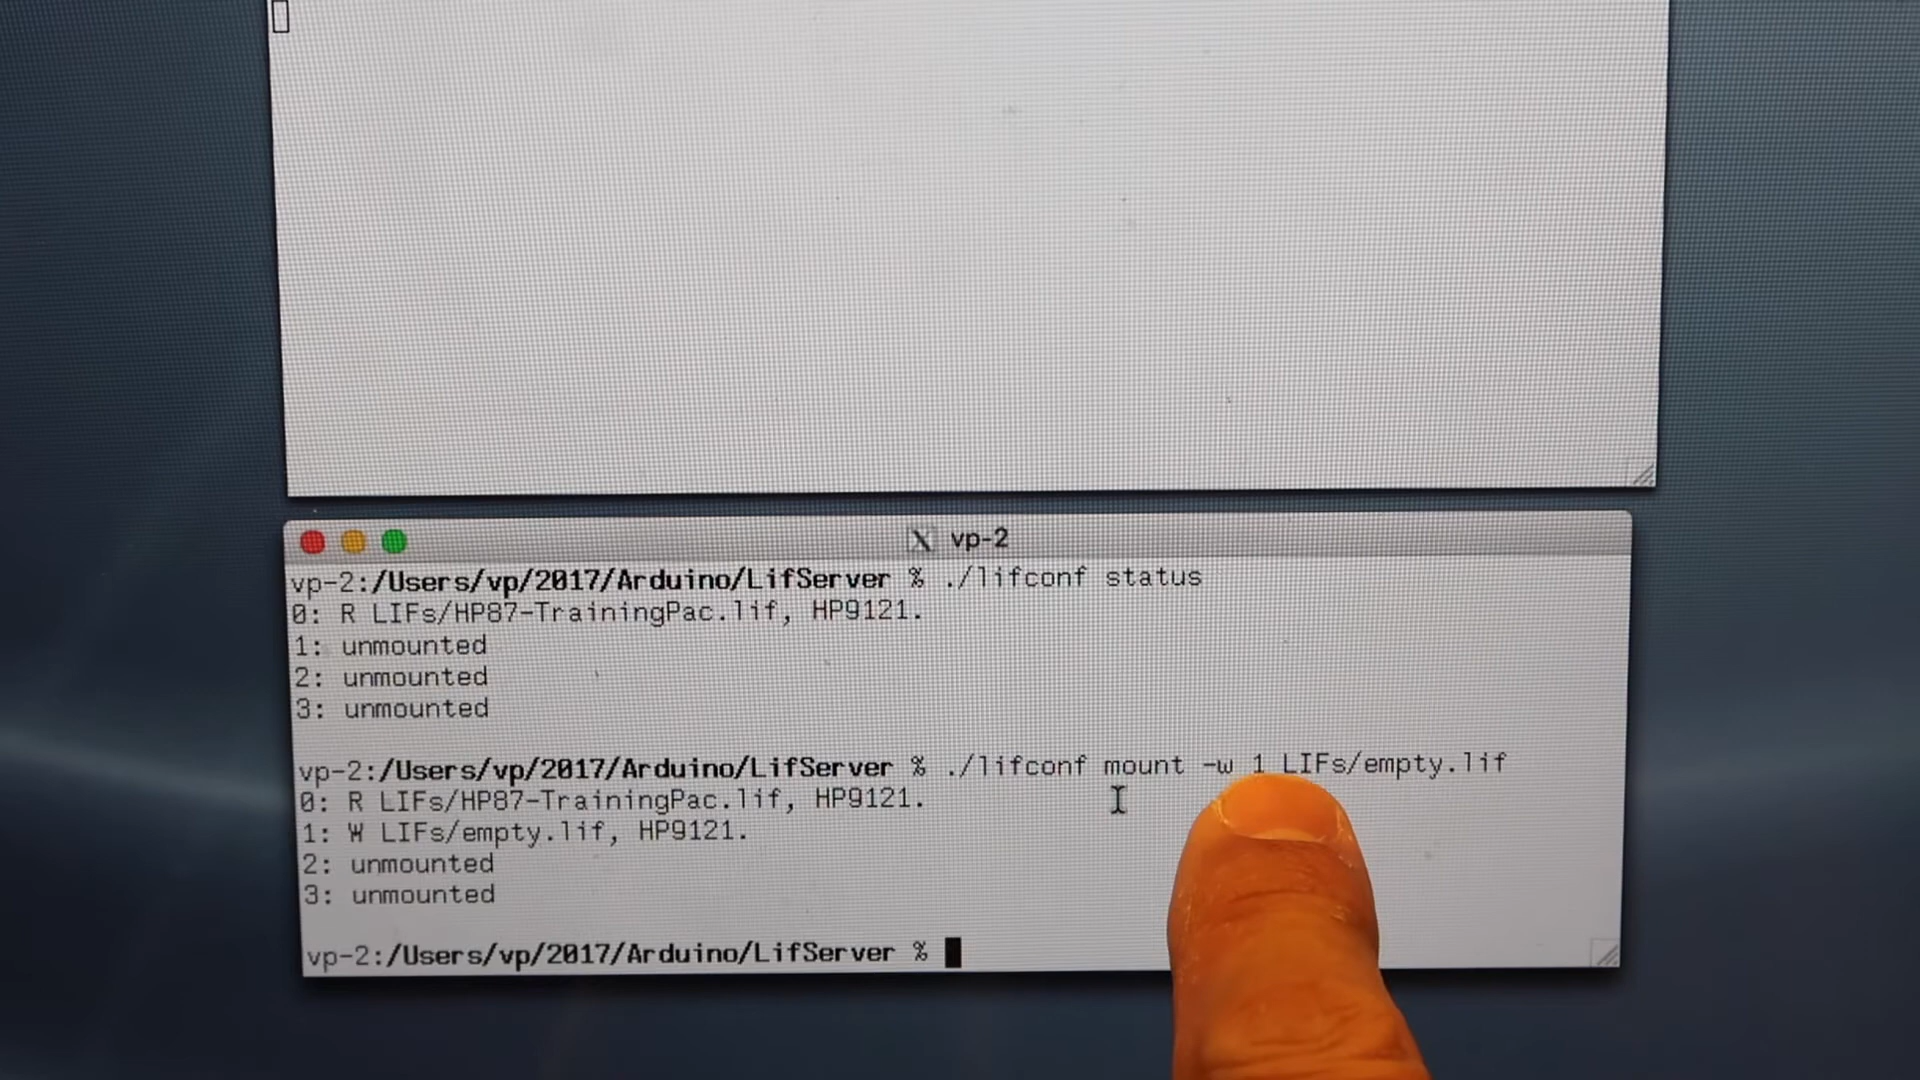 X vp-2
vp-2:/Users/vp/2017/Arduino/LifServer % ./lifconf status
0: R LIFs/HP87-TrainingPac.lif, HP9121.
1: unmounted
2: unmounted
3: unmounted
vp-2:/Users/vp/2017/Arduino/LifServer % ./lifconf mount -w 1 LIFs/empty.lif
0: R LIFs/HP87-TrainingPac.lif, HP9121.
1: W LIFs/empty.lif, HP9121.
2: unmounted
3: unmounted
vp-2:/Users/vp/2017/Arduino/LifServer %